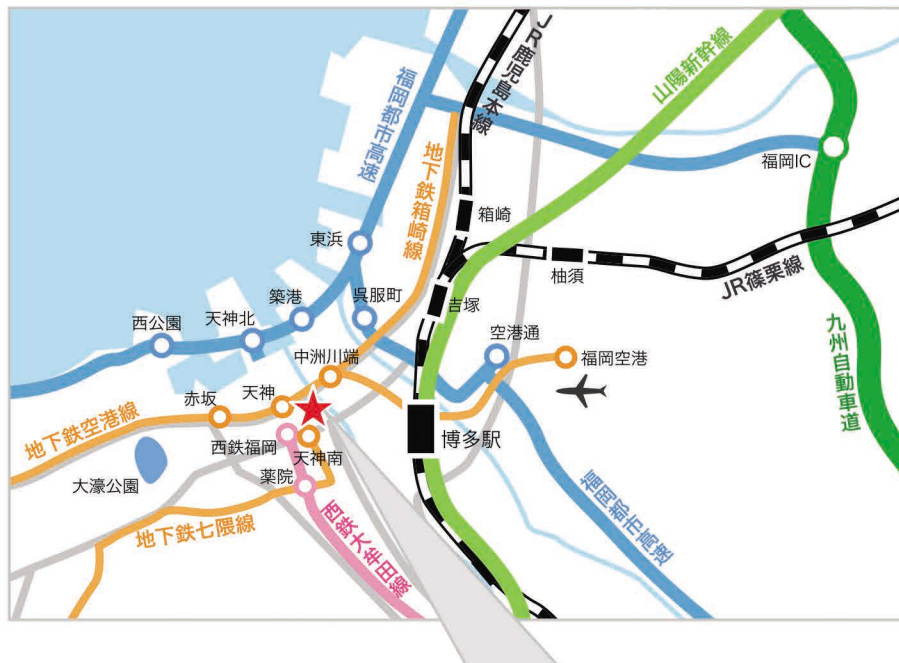 JR鹿児島本線
山陽新幹線
福岡都市高速
地下鉄箱崎線
福岡IC
箱崎
東浜
柚須
JR篠栗線
築港
呉服町
吉塚
西公園
天神北
空港通
福岡空港
九州自動車道
中洲川端
赤坂
天神
地下鉄空港線
西鉄福岡
天神南
博多駅
大濠公園
薬院
地下鉄七隈線
西鉄大牟田線
福岡都市高速